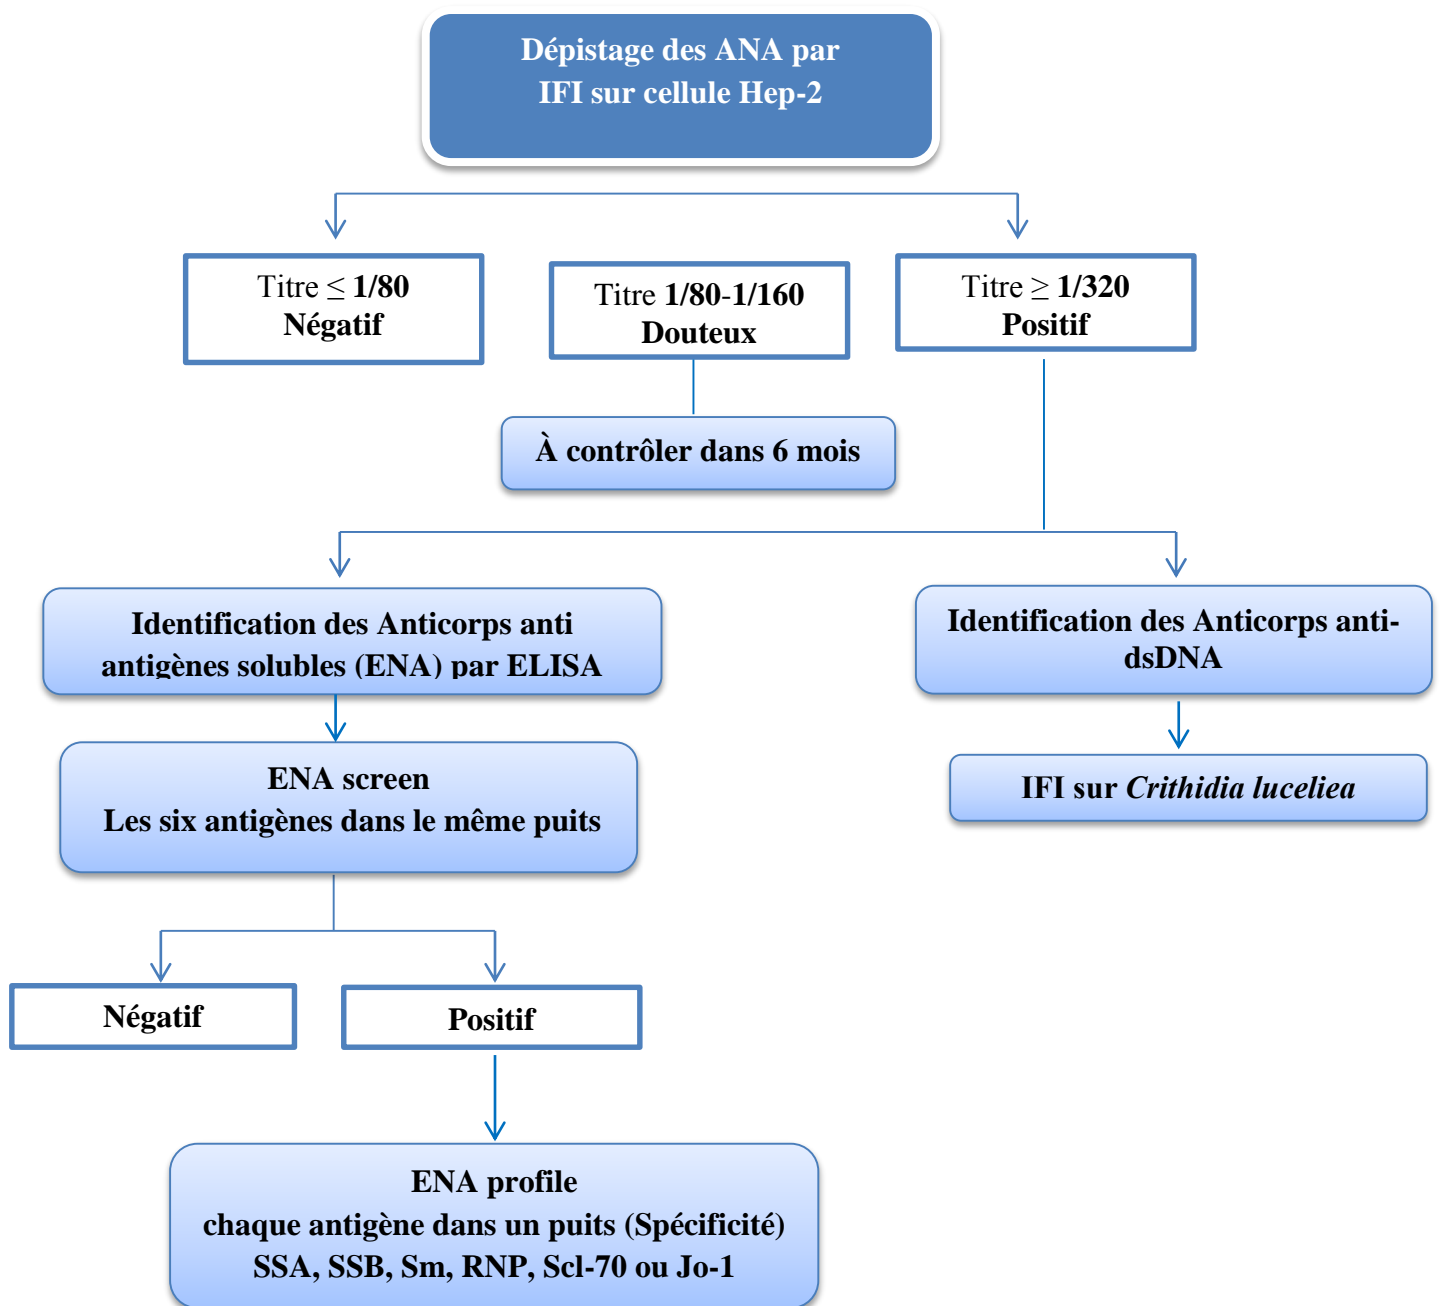 Dépistage des ANA par
IFI sur cellule Hep-2
Titre ≤ 1/80
Négatif
Titre 1/80-1/160
Douteux
Titre ≥ 1/320
Positif
À contrôler dans 6 mois
Identification des Anticorps anti
antigènes solubles (ENA) par ELISA
Identification des Anticorps anti-
dsDNA
ENA screen
Les six antigènes dans le même puits
IFI sur Crithidia luceliea
Négatif
Positif
ENA profile
chaque antigène dans un puits (Spécificité)
SSA, SSB, Sm, RNP, Scl-70 ou Jo-1